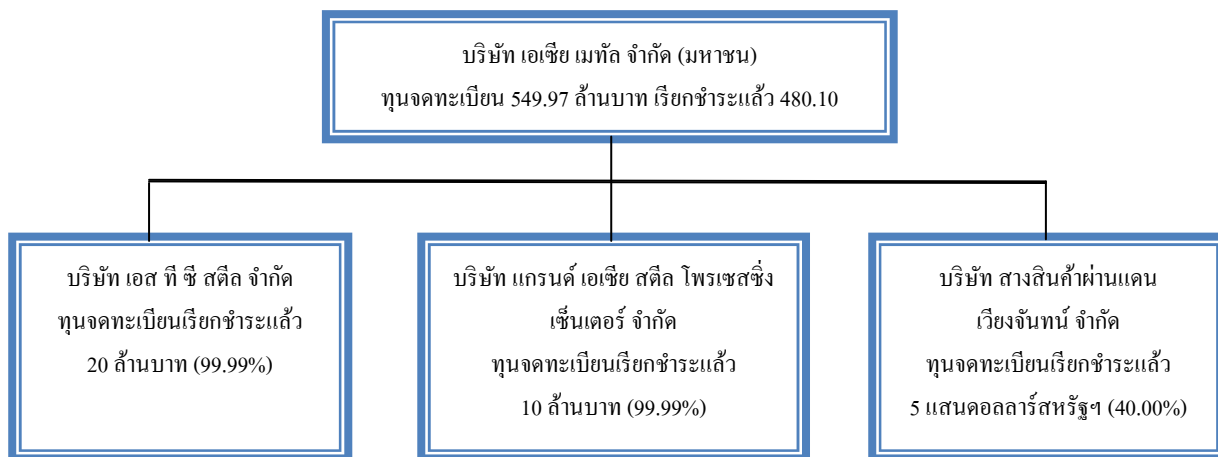 บริษัท เอเซีย เมทัล จำกัด (มหาชน)
ทุนจดทะเบียน 549.97 ล้านบาท เรียกชำระแล้ว 480.10
บริษัท เอส ที ซี สตีล จำกัด
ทุนจดทะเบียนเรียกชำระแล้ว
20 ล้านบาท (99.99%)
บริษัท แกรนด์ เอเซีย สตีล โพรเซสซิ่ง
เซ็นเตอร์ จำกัด
ทุนจดทะเบียนเรียกชำระแล้ว
10 ล้านบาท (99.99%)
บริษัท สางสินค้าผ่านแดน
เวียงจันทน์ จำกัด
ทุนจดทะเบียนเรียกชำระแล้ว
5 แสนดอลลาร์สหรัฐฯ (40.00%)